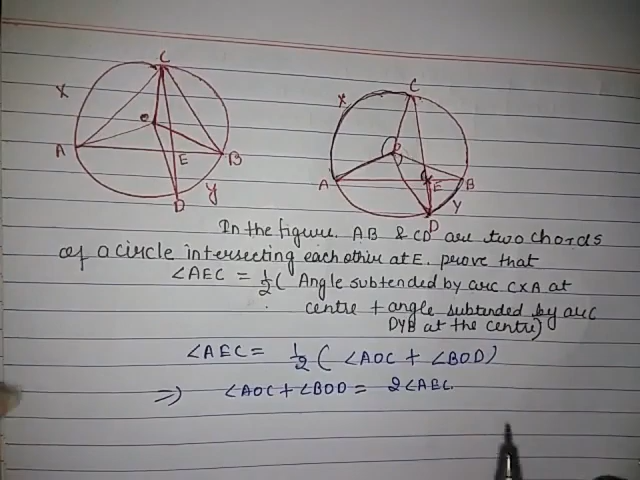 C
X
O
A
E
B
D
Y
C
X
O
A
E
B
Y
D
In the figure. AB & CD are two chords
of a circle intersecting each other at E. prove that
∠AEC = 1/2 ( Angle subtended by arc CXA at
centre + angle subtended by arc
DYB at the centre)
∠AEC = 1/2 ( ∠AOC + ∠BOD)
⇒ ∠AOC + ∠BOD = 2∠AEC.